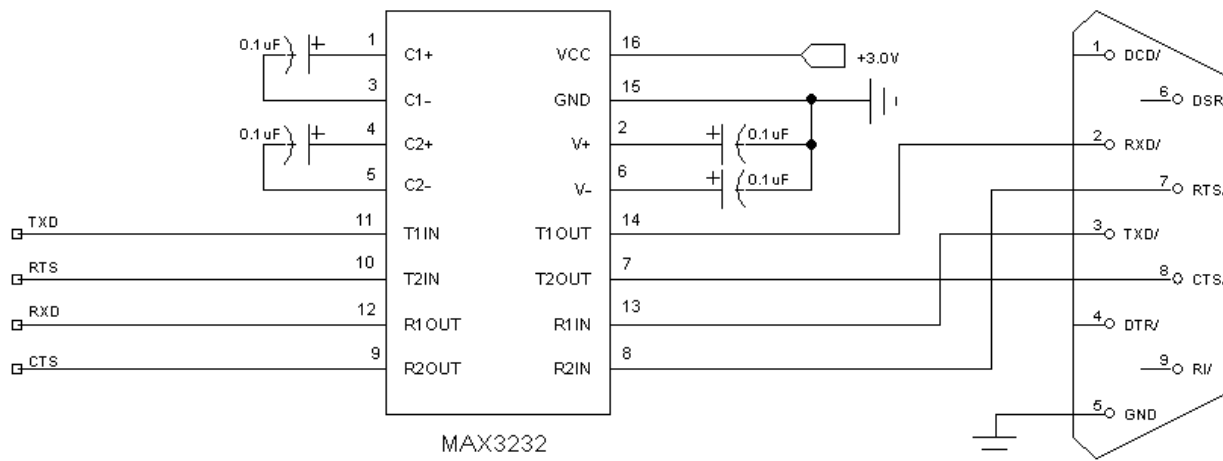 0.1uF + 1 C1+ VCC 16 +3.0V
3 C1- GND 15
0.1uF + 4 C2+ V+ 2 + 0.1uF
5 C2- V- 6 + 0.1uF
TXD 11 T1IN T1OUT 14
RTS 10 T2IN T2OUT 7
RXD 12 R1OUT R1IN 13
CTS 9 R2OUT R2IN 8
MAX3232
1 DCD/
6 DSR
2 RXD/
7 RTS/
3 TXD/
8 CTS/
4 DTR/
9 RI/
5 GND